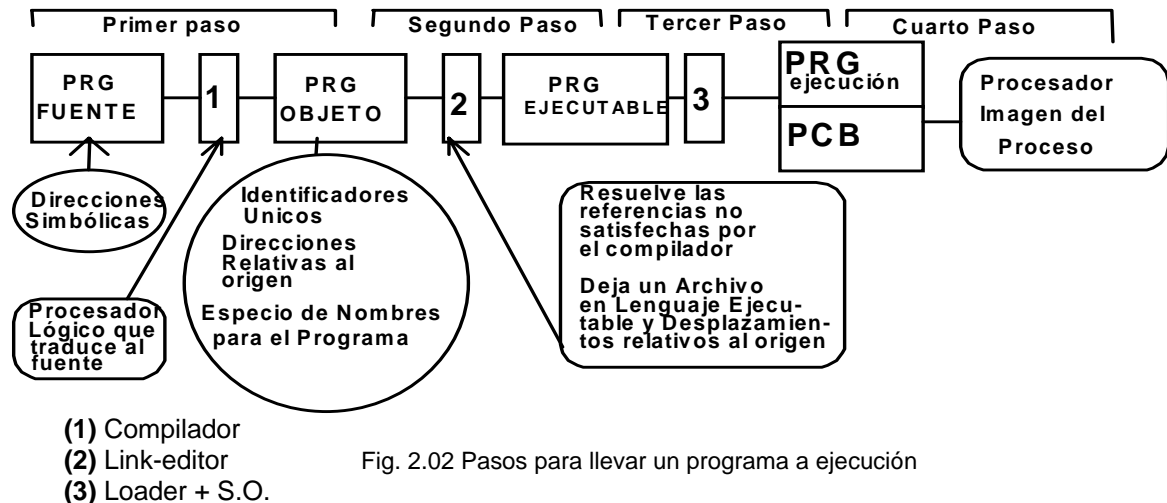 Primer paso
Segundo Paso
Tercer Paso
Cuarto Paso
PRG
FUENTE
1
PRG
OBJETO
2
PRG
EJECUTABLE
3
PRG
ejecución
PCB
Procesador
Imagen del
Proceso
Direcciones
Simbólicas
Identificadores
Unicos
Direcciones
Relativas al
origen
Especio de Nombres
para el Programa
Resuelve las
referencias no
satisfechas por
el compilador
Deja un Archivo
en Lenguaje Ejecu-
table y Desplazamien-
tos relativos al origen
Procesador
Lógico que
traduce al
fuente
(1) Compilador
(2) Link-editor
(3) Loader + S.O.
Fig. 2.02 Pasos para llevar un programa a ejecución